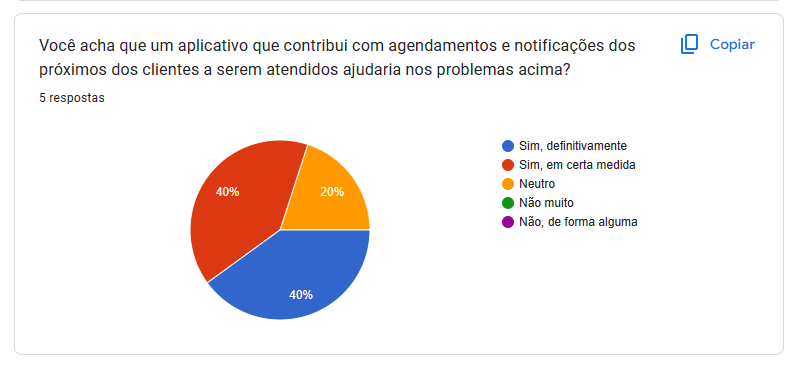 Você acha que um aplicativo que contribui com agendamentos e notificações dos
próximos dos clientes a serem atendidos ajudaria nos problemas acima?
Copiar
5 respostas
40%
20%
40%
Sim, definitivamente
Sim, em certa medida
Neutro
Não muito
Não, de forma alguma